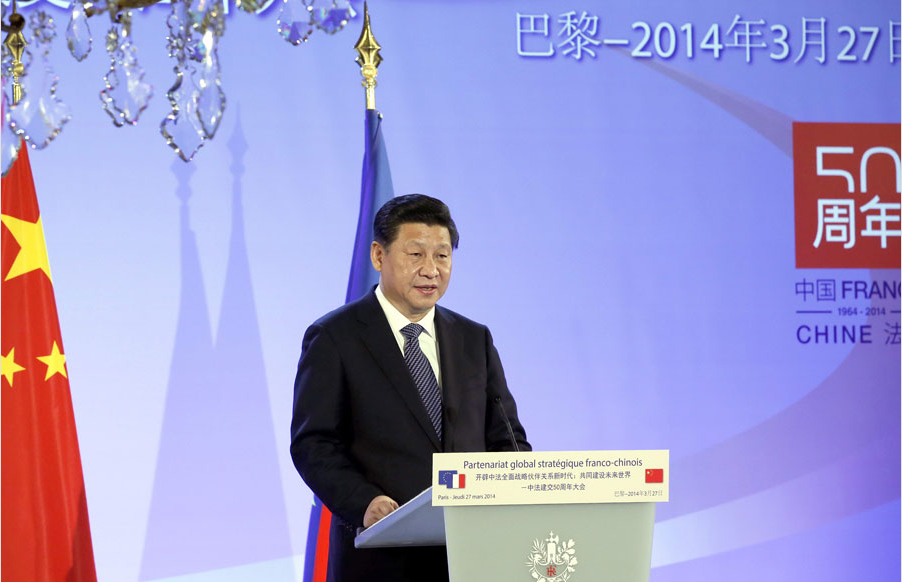 巴黎–2014年3月27日
50
周年
中国 FRANC
1964 - 2014
CHINE 法
Partenariat global stratégique franco-chinois
开辟中法全面战略伙伴关系新时代：共同建设未来世界
—中法建交50周年大会
Paris - Jeudi 27 mars 2014
巴黎–2014年3月27日